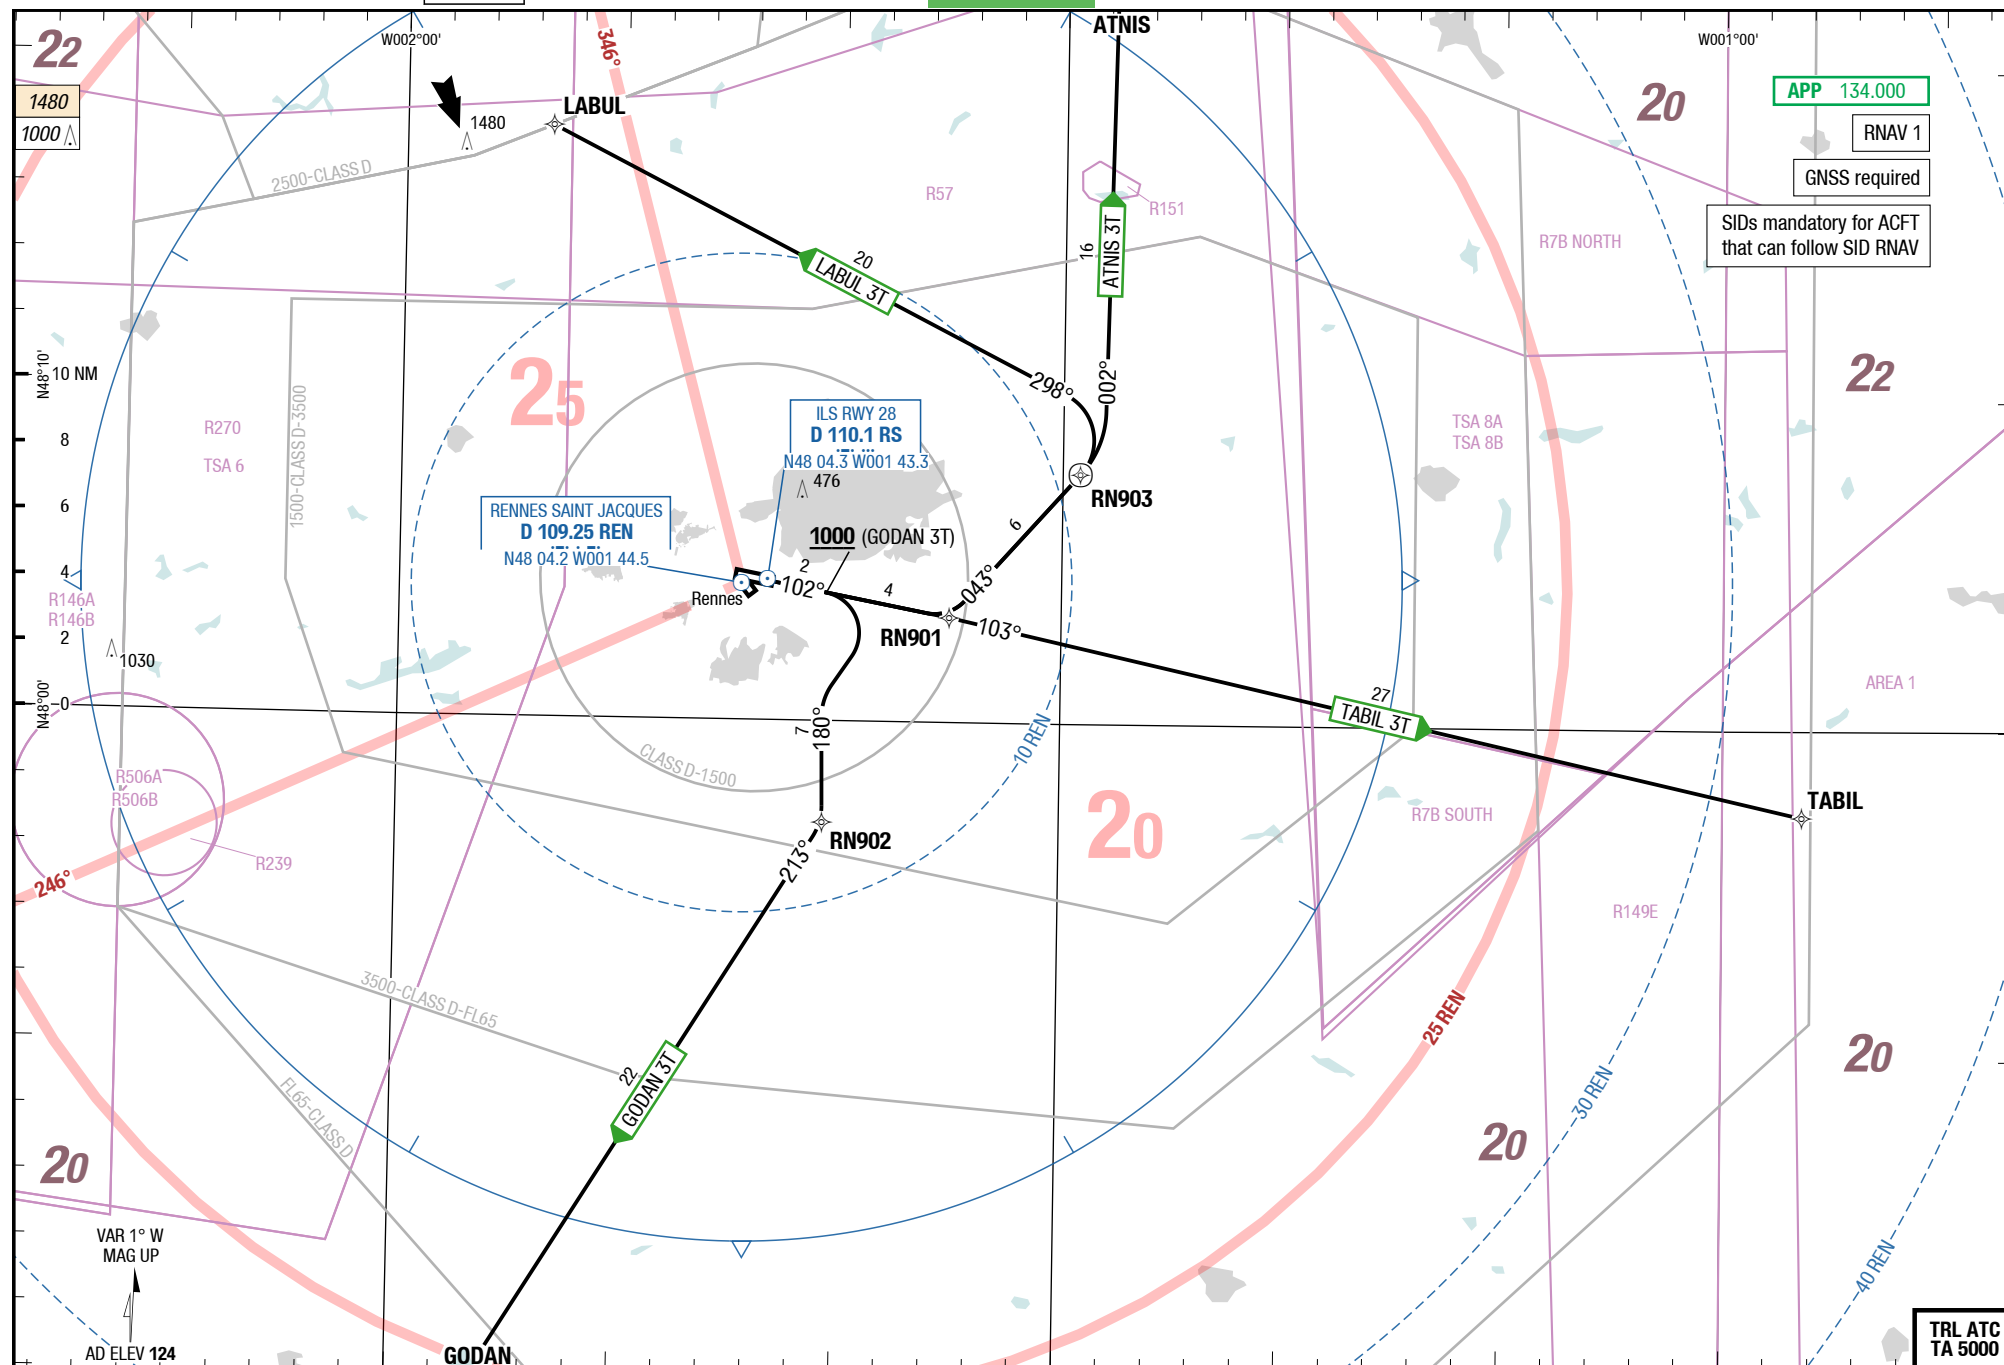 ATNIS
22
W002°00'
346°
W001°00'
20
1480
1000
APP 134.000
RNAV 1
GNSS required
SIDs mandatory for ACFT
that can follow SID RNAV
LABUL
1480
2500-CLASS D
R57
R151
R7B NORTH
ATNIS 3T
16
20
LABUL 3T
N48°10'
10 NM
8
6
4
2
0
N48°00'
25
298°
002°
22
R270
TSA 6
1500-CLASS D-3500
TSA 8A
TSA 8B
ILS RWY 28
D 110.1 RS
N48 04.3 W001 43.3
476
RENNES SAINT JACQUES
D 109.25 REN
N48 04.2 W001 44.5
1000 (GODAN 3T)
RN903
6
2
102°
4
043°
Rennes
R146A
R146B
RN901
103°
1030
AREA 1
27
TABIL 3T
7
180°
10 REN
CLASS D-1500
R506A
R506B
TABIL
R7B SOUTH
20
RN902
R239
213°
246°
R149E
3500-CLASS D-FL65
25 REN
22
GODAN 3T
20
FL65-CLASS D
30 REN
20
20
VAR 1° W
MAG UP
40 REN
AD ELEV 124
GODAN
TRL ATC
TA 5000